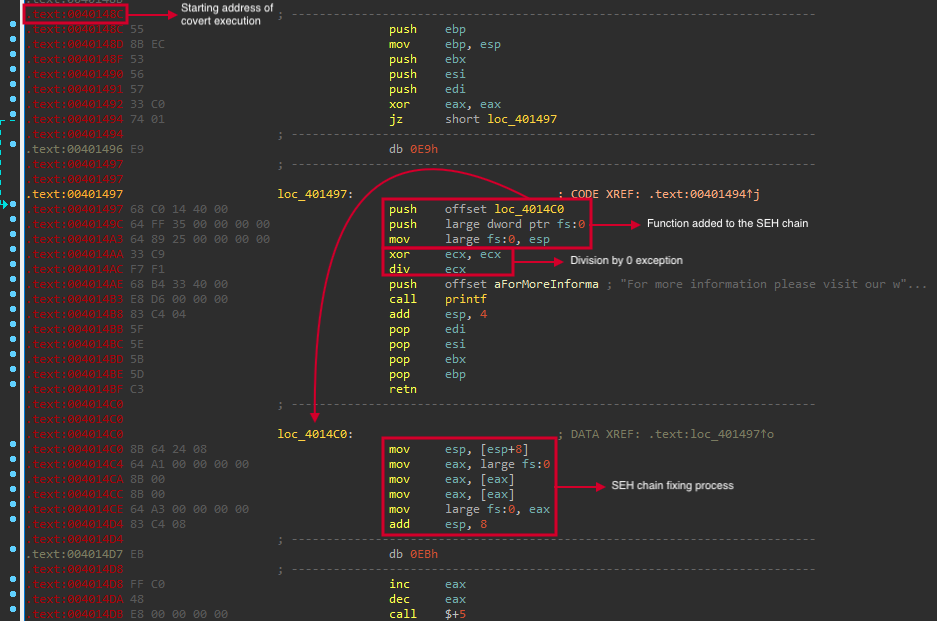 .text:0040148B
.text:0040148C Starting address of
covert execution ; ---------------------------------------------------------------------------
.text:0040148C 55 push ebp
.text:0040148D 8B EC mov ebp, esp
.text:0040148F 53 push ebx
.text:00401490 56 push esi
.text:00401491 57 push edi
.text:00401492 33 C0 xor eax, eax
.text:00401494 74 01 jz short loc_401497
.text:00401494 ; ---------------------------------------------------------------------------
.text:00401496 E9 db 0E9h
.text:00401497 ; ---------------------------------------------------------------------------
.text:00401497
.text:00401497 loc_401497: ; CODE XREF: .text:00401494↑j
.text:00401497 68 C0 14 40 00 push offset loc_4014C0
.text:0040149C 64 FF 35 00 00 00 00 push large dword ptr fs:0 Function added to the SEH chain
.text:004014A3 64 89 25 00 00 00 00 mov large fs:0, esp
.text:004014AA 33 C9 xor ecx, ecx Division by 0 exception
.text:004014AC F7 F1 div ecx
.text:004014AE 68 B4 33 40 00 push offset aForMoreInforma ; "For more information please visit our w"...
.text:004014B3 E8 D6 00 00 00 call printf
.text:004014B8 83 C4 04 add esp, 4
.text:004014BB 5F pop edi
.text:004014BC 5E pop esi
.text:004014BD 5B pop ebx
.text:004014BE 5D pop ebp
.text:004014BF C3 retn
.text:004014C0 ; ---------------------------------------------------------------------------
.text:004014C0
.text:004014C0 loc_4014C0: ; DATA XREF: .text:loc_401497↑o
.text:004014C0 8B 64 24 08 mov esp, [esp+8]
.text:004014C4 64 A1 00 00 00 00 mov eax, large fs:0
.text:004014CA 8B 00 mov eax, [eax]
.text:004014CC 8B 00 mov eax, [eax] SEH chain fixing process
.text:004014CE 64 A3 00 00 00 00 mov large fs:0, eax
.text:004014D4 83 C4 08 add esp, 8
.text:004014D4 ; ---------------------------------------------------------------------------
.text:004014D7 EB db 0EBh
.text:004014D8 ; ---------------------------------------------------------------------------
.text:004014D8 FF C0 inc eax
.text:004014DA 48 dec eax
.text:004014DB E8 00 00 00 00 call $+5